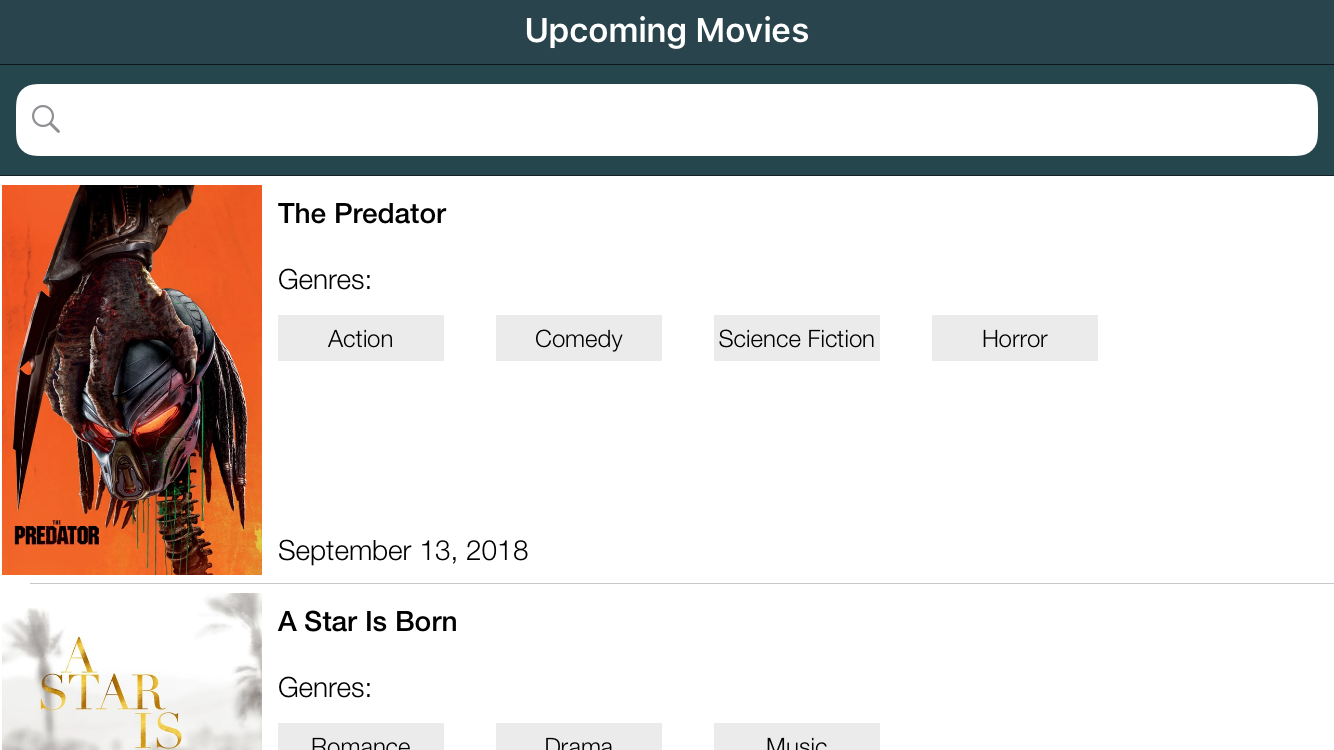 Upcoming Movies
The Predator
Genres:
Action Comedy Science Fiction Horror
THE
PREDATOR
September 13, 2018
A Star Is Born
A
STAR
IS
Genres:
Romance Drama Music